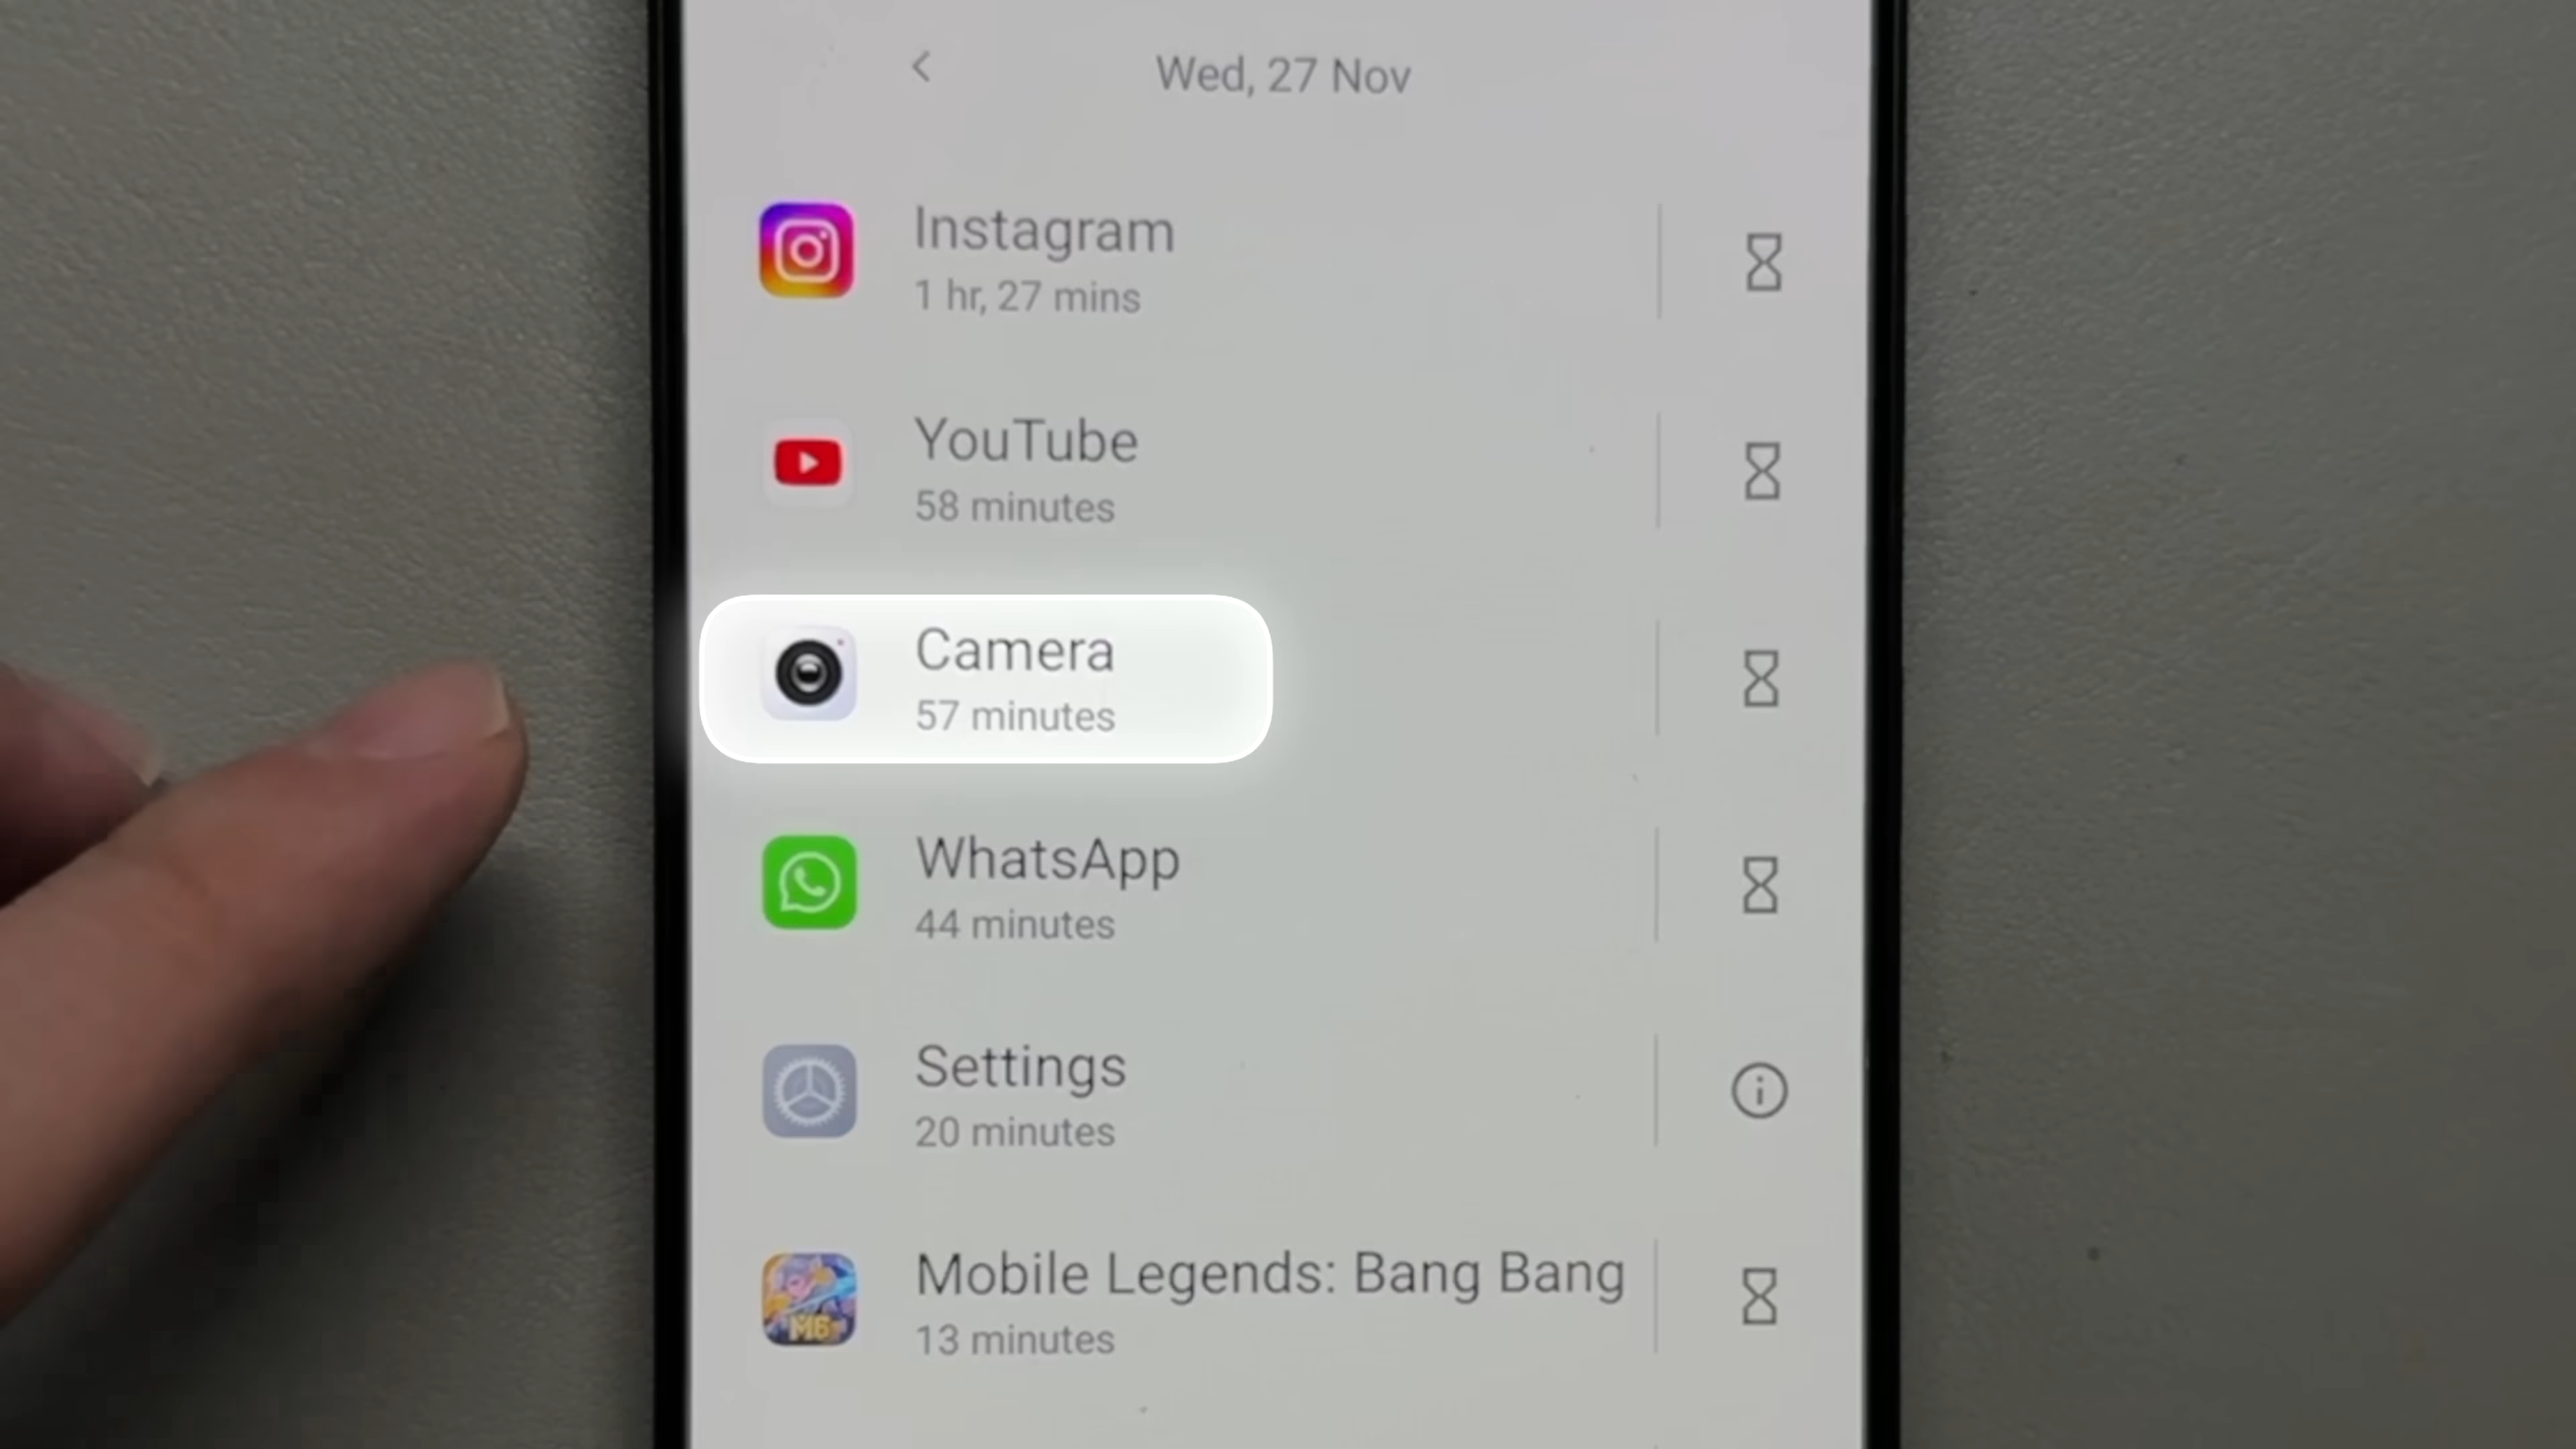 Wed, 27 Nov
Instagram
1 hr, 27 mins
YouTube
58 minutes
Camera
57 minutes
WhatsApp
44 minutes
Settings
20 minutes
Mobile Legends: Bang Bang
13 minutes
M6